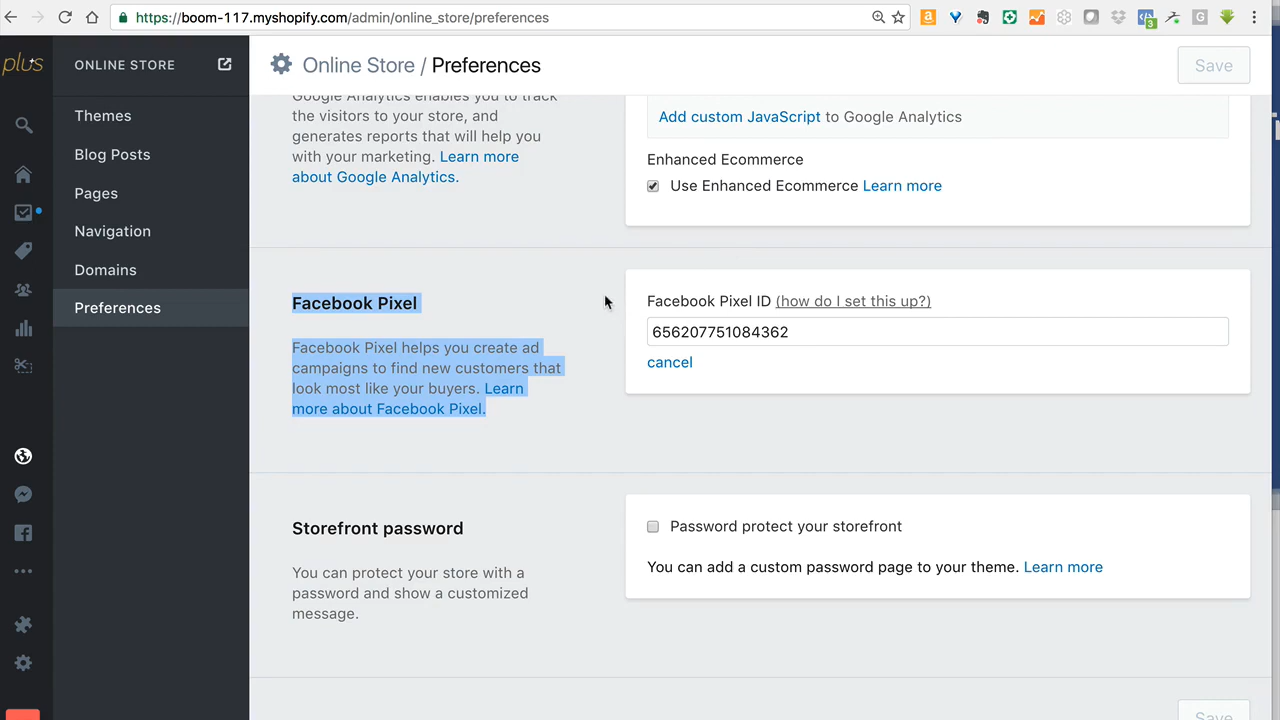 https://boom-117.myshopify.com/admin/online_store/preferences
3
G
plus
ONLINE STORE
Themes
Blog Posts
Pages
Navigation
Domains
Preferences
Online Store / Preferences
Save
Google Analytics enables you to track
the visitors to your store, and
generates reports that will help you
with your marketing. Learn more
about Google Analytics.
Add custom JavaScript to Google Analytics
Enhanced Ecommerce
Use Enhanced Ecommerce Learn more
Facebook Pixel
Facebook Pixel helps you create ad
campaigns to find new customers that
look most like your buyers. Learn
more about Facebook Pixel.
Facebook Pixel ID (how do I set this up?)
656207751084362
cancel
Storefront password
You can protect your store with a
password and show a customized
message.
Password protect your storefront
You can add a custom password page to your theme. Learn more
Save